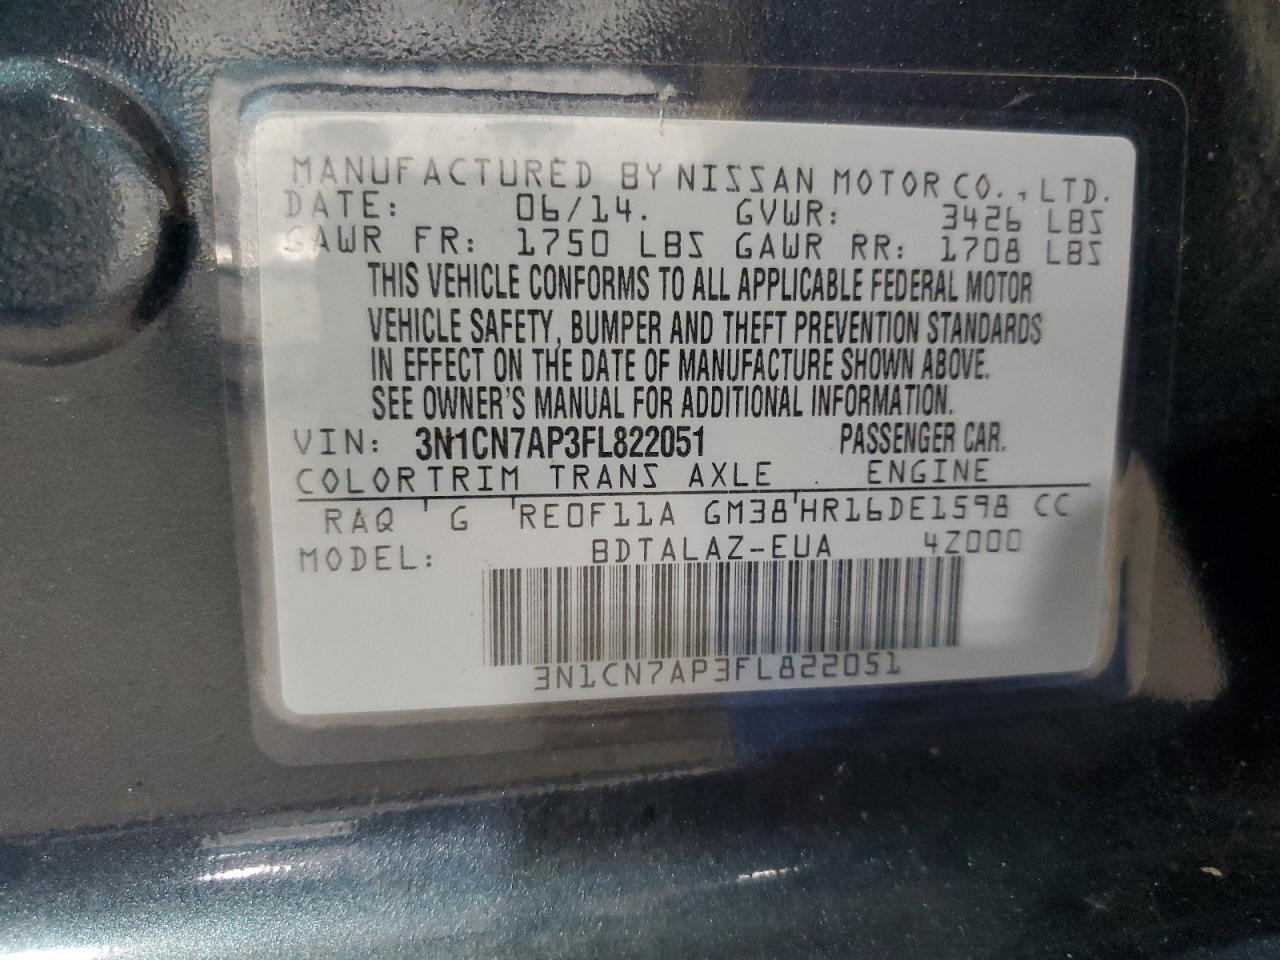 MANUFACTURED BY NISSAN MOTOR CO., LTD.
DATE: 06/14. GVWR: 3426 LBS
GAWR FR: 1750 LBS GAWR RR: 1708 LBS
THIS VEHICLE CONFORMS TO ALL APPLICABLE FEDERAL MOTOR
VEHICLE SAFETY, BUMPER AND THEFT PREVENTION STANDARDS
IN EFFECT ON THE DATE OF MANUFACTURE SHOWN ABOVE.
SEE OWNER'S MANUAL FOR ADDITIONAL INFORMATION.
VIN: 3N1CN7AP3FL822051 PASSENGER CAR.
COLOR TRIM TRANS AXLE ENGINE
RAQ G RE0F11A GM38 HR16DE1598 CC
MODEL: BDTALAZ-EUA 4Z000
3N1CN7AP3FL822051